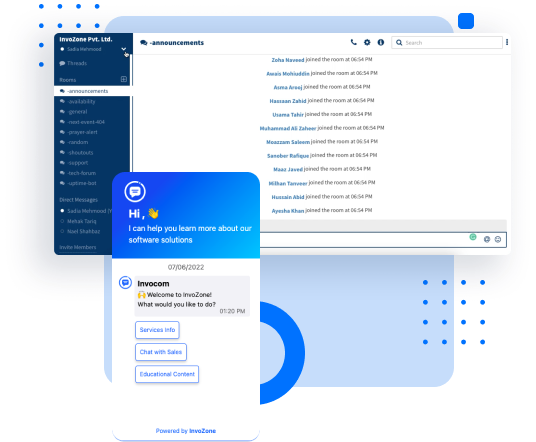 InvoZone Pvt. Ltd.
Sadia Mehmood
Threads
Rooms
-announcements
-availability
-general
-next-event-404
-prayer-alert
-random
-shoutouts
-support
-tech-forum
-uptime-bot
Direct Messages
Sadia Mehmood (Y
Mehak Tariq
Nael Shahbaz
Invite Members
-announcements
Search
Zoha Naveed joined the room at 06:54 PM
Awais Mohiuddin joined the room at 06:54 PM
Asma Arooj joined the room at 06:54 PM
Hassaan Zahid joined the room at 06:54 PM
Usama Tahir joined the room at 06:54 PM
Muhammad Ali Zaheer joined the room at 06:54 PM
Moazzam Saleem joined the room at 06:54 PM
Sanober Rafique joined the room at 06:54 PM
Maaz Javed joined the room at 06:54 PM
Milhan Tanveer joined the room at 06:54 PM
Hussain Abid joined the room at 06:54 PM
Ayesha Khan joined the room at 06:54 PM
Hi , 👋
I can help you learn more about our
software solutions
07/06/2022
Invocom
🙌 Welcome to InvoZone!
What would you like to do?
01:20 PM
Services Info
Chat with Sales
Educational Content
Powered by InvoZone